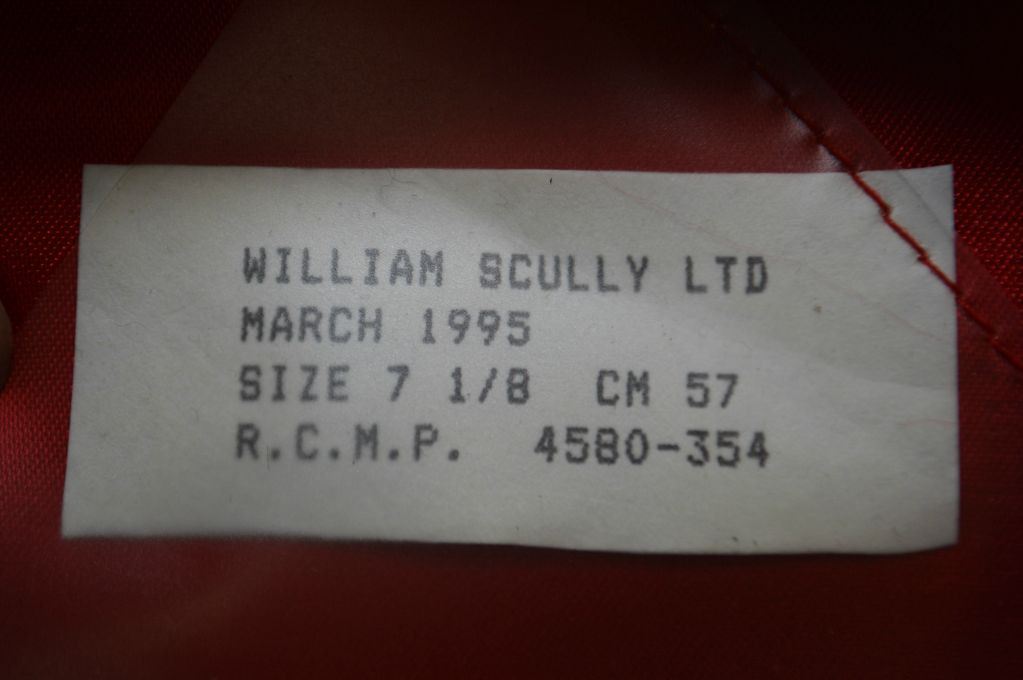 WILLIAM SCULLY LTD
MARCH 1995
SIZE 7 1/8 CM 57
R.C.M.P. 4580-354